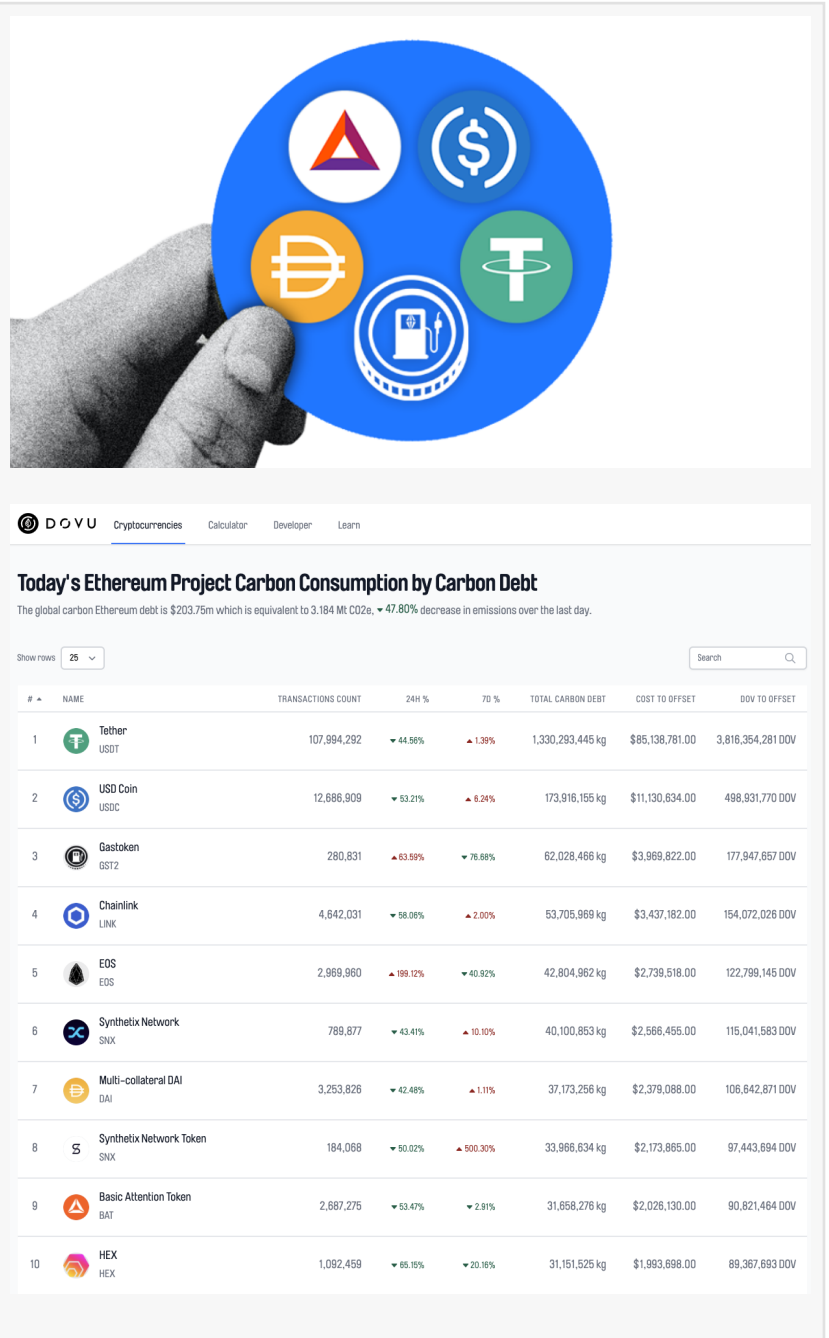 DOVU Cryptocurrencies Calculator Developer Learn
Today's Ethereum Project Carbon Consumption by Carbon Debt
The global carbon Ethereum debt is $203.75m which is equivalent to 3.184 Mt CO2e, ▾ 47.80% decrease in emissions over the last day.
Show rows 25 Search
# ▴ NAME TRANSACTIONS COUNT 24H % 7D % TOTAL CARBON DEBT COST TO OFFSET DOV TO OFFSET
1 Tether 107,994,292 ▾ 44.56% ▴ 1.39% 1,330,293,445 kg $85,138,781.00 3,816,354,281 DOV
USDT
2 USD Coin 12,686,909 ▾ 53.21% ▴ 6.24% 173,916,155 kg $11,130,634.00 498,931,770 DOV
USDC
3 Gastoken 280,831 ▴ 63.59% ▾ 76.68% 62,028,466 kg $3,969,822.00 177,947,657 DOV
GST2
4 Chainlink 4,642,031 ▾ 58.06% ▴ 2.00% 53,705,969 kg $3,437,182.00 154,072,026 DOV
LINK
5 EOS 2,969,960 ▴ 199.12% ▾ 40.92% 42,804,962 kg $2,739,518.00 122,799,145 DOV
EOS
6 Synthetix Network 789,877 ▾ 43.41% ▴ 10.10% 40,100,853 kg $2,566,455.00 115,041,583 DOV
SNX
7 Multi-collateral DAI 3,253,826 ▾ 42.48% ▴ 1.11% 37,173,256 kg $2,379,088.00 106,642,871 DOV
DAI
8 Synthetix Network Token 184,068 ▾ 50.02% ▴ 500.30% 33,966,634 kg $2,173,865.00 97,443,694 DOV
SNX
9 Basic Attention Token 2,687,275 ▾ 53.47% ▾ 2.91% 31,658,276 kg $2,026,130.00 90,821,464 DOV
BAT
10 HEX 1,092,459 ▾ 65.15% ▾ 20.16% 31,151,525 kg $1,993,698.00 89,367,693 DOV
HEX